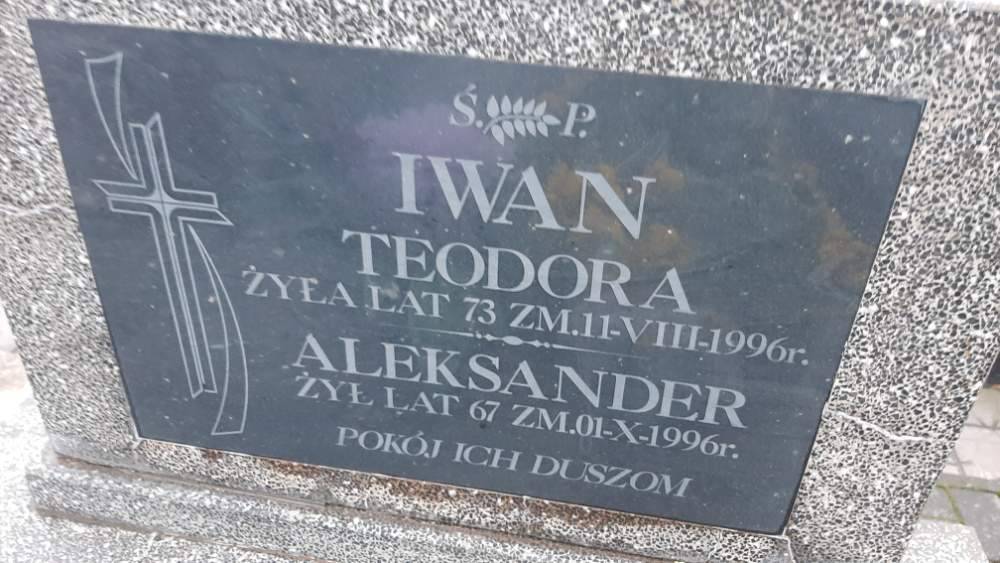 Ś. P.
IWAN
TEODORA
ŻYŁA LAT 73 ZM.11-VIII-1996r.
ALEKSANDER
ŻYŁ LAT 67 ZM.01-X-1996r.
POKÓJ ICH DUSZOM